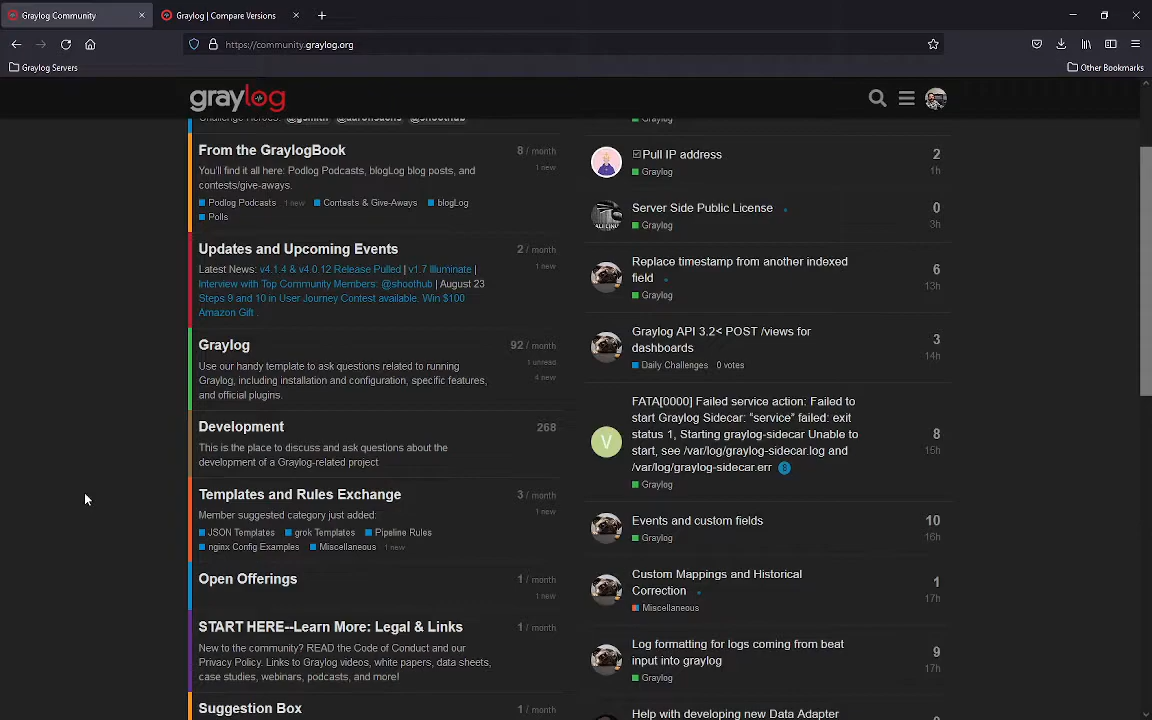 Graylog Community
Graylog | Compare Versions
https://community.graylog.org
Graylog Servers
Other Bookmarks
graylog
Challenge Heroes: @gsmith @aaronsachs @shoothub
From the GraylogBook
8 / month
1 new
You'll find it all here: Podlog Podcasts, blogLog blog posts, and
contests/give-aways.
Podlog Podcasts 1 new Contests & Give-Aways blogLog
Polls
Updates and Upcoming Events
2 / month
1 new
Latest News: v4.1.4 & v4.0.12 Release Pulled | v1.7 Illuminate |
Interview with Top Community Members: @shoothub | August 23
Steps 9 and 10 in User Journey Contest available. Win $100
Amazon Gift .
Graylog
92 / month
1 unread
4 new
Use our handy template to ask questions related to running
Graylog, including installation and configuration, specific features,
and official plugins.
Development
268
This is the place to discuss and ask questions about the
development of a Graylog-related project
Templates and Rules Exchange
3 / month
1 new
Member suggested category just added:
JSON Templates grok Templates Pipeline Rules
nginx Config Examples Miscellaneous 1 new
Open Offerings
1 / month
1 new
START HERE--Learn More: Legal & Links
1 / month
New to the community? READ the Code of Conduct and our
Privacy Policy. Links to Graylog videos, white papers, data sheets,
case studies, webinars, podcasts, and more!
Suggestion Box
1 / month
Graylog
Pull IP address
2
1h
Graylog
Server Side Public License
0
3h
Graylog
Replace timestamp from another indexed
field
6
13h
Graylog
Graylog API 3.2< POST /views for
dashboards
3
14h
Daily Challenges 0 votes
V
FATA[0000] Failed service action: Failed to
start Graylog Sidecar: "service" failed: exit
status 1, Starting graylog-sidecar Unable to
start, see /var/log/graylog-sidecar.log and
/var/log/graylog-sidecar.err 8
8
15h
Graylog
Events and custom fields
10
16h
Graylog
Custom Mappings and Historical
Correction
1
17h
Miscellaneous
Log formatting for logs coming from beat
input into graylog
9
17h
Graylog
Help with developing new Data Adapter